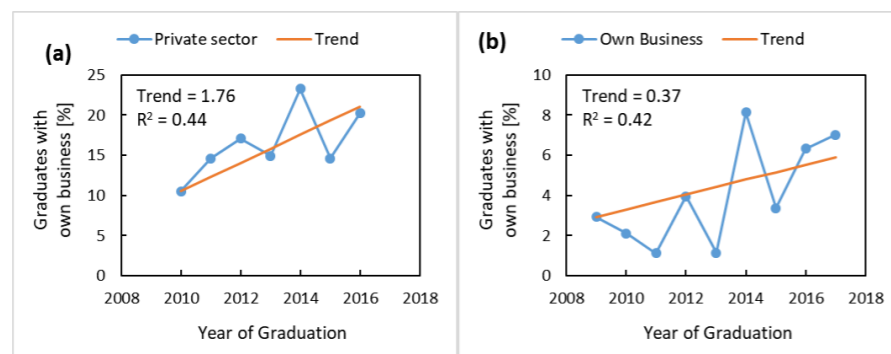 (a)
Private sector
Trend
Trend = 1.76
R² = 0.44
Graduates with
own business [%]
25
20
15
10
5
0
2008 2010 2012 2014 2016 2018
Year of Graduation
(b)
Own Business
Trend
Trend = 0.37
R² = 0.42
Graduates with
own business [%]
10
8
6
4
2
0
2008 2010 2012 2014 2016 2018
Year of Graduation